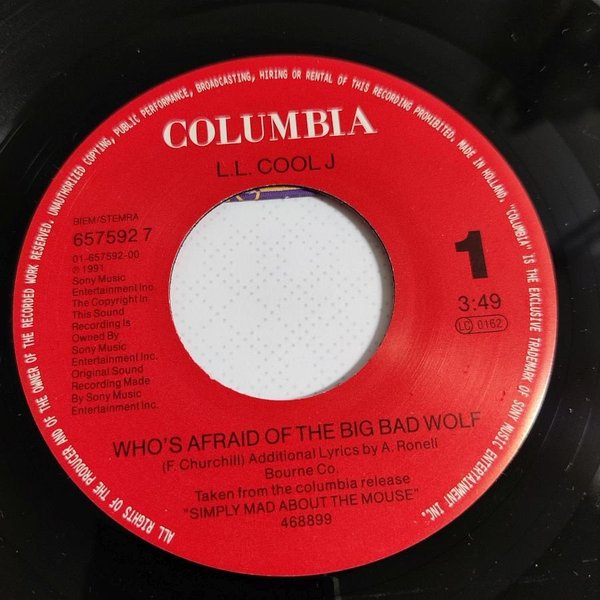 ALL RIGHTS OF THE PRODUCER AND OF THE OWNER OF THE RECORDED WORK RESERVED. UNAUTHORIZED COPYING, PUBLIC PERFORMANCE, BROADCASTING, HIRING OR RENTAL OF THIS RECORDING PROHIBITED. MADE IN HOLLAND. "COLUMBIA" IS THE EXCLUSIVE TRADEMARK OF SONY MUSIC ENTERTAINMENT INC.
COLUMBIA
L.L. COOL J
BIEM/STEMRA
657592 7
01-657592-00
℗ 1991
Sony Music
Entertainment Inc.
The Copyright In
This Sound
Recording Is
Owned By
Sony Music
Entertainment Inc.
Original Sound
Recording Made
By Sony Music
Entertainment Inc.
1
3:49
LC 0162
WHO'S AFRAID OF THE BIG BAD WOLF
(F. Churchill) Additional Lyrics by A. Ronell
Bourne Co.
Taken from the columbia release
"SIMPLY MAD ABOUT THE MOUSE"
468899